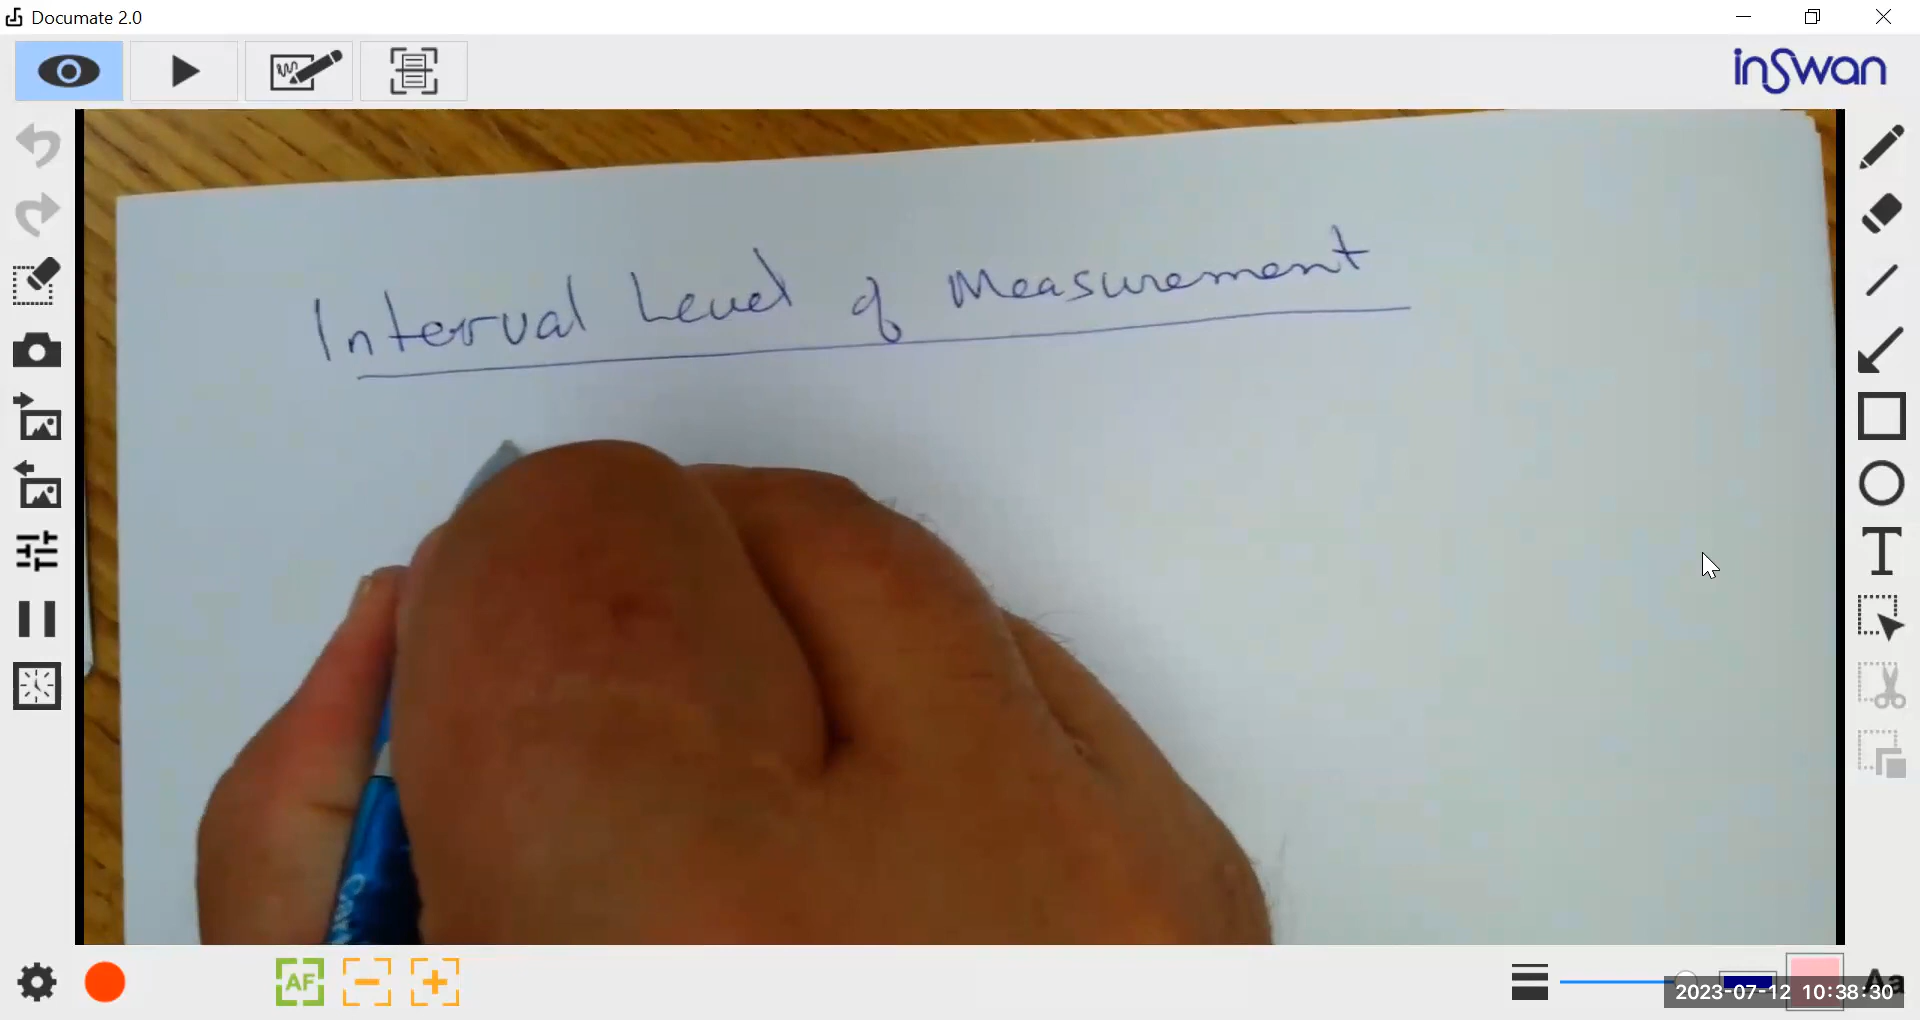 Documate 2.0
inSwan
Interval Level of Measurement
AF
T
Aa
2023-07-12 10:38:30